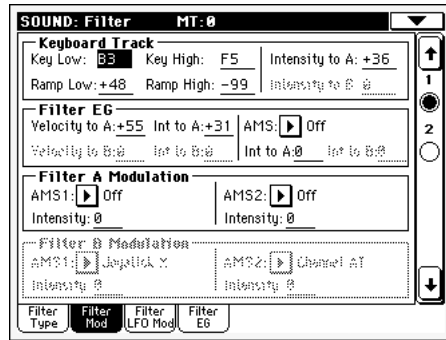 SOUND: Filter MT:0
Keyboard Track
Key Low: B3 Key High: F5 Intensity to A: +36
Ramp Low: +48 Ramp High: -99 Intensity to B: 0
Filter EG
Velocity to A:+55 Int to A:+31 AMS: Off
Velocity to B:0 Int to B:0 Int to A:0 Int to B:0
Filter A Modulation
AMS1: Off AMS2: Off
Intensity: 0 Intensity: 0
Filter B Modulation
AMS1: Joystick X AMS2: Channel AT
Intensity 0 Intensity 0
Filter Type Filter Mod Filter LFO Mod Filter EG
1
2